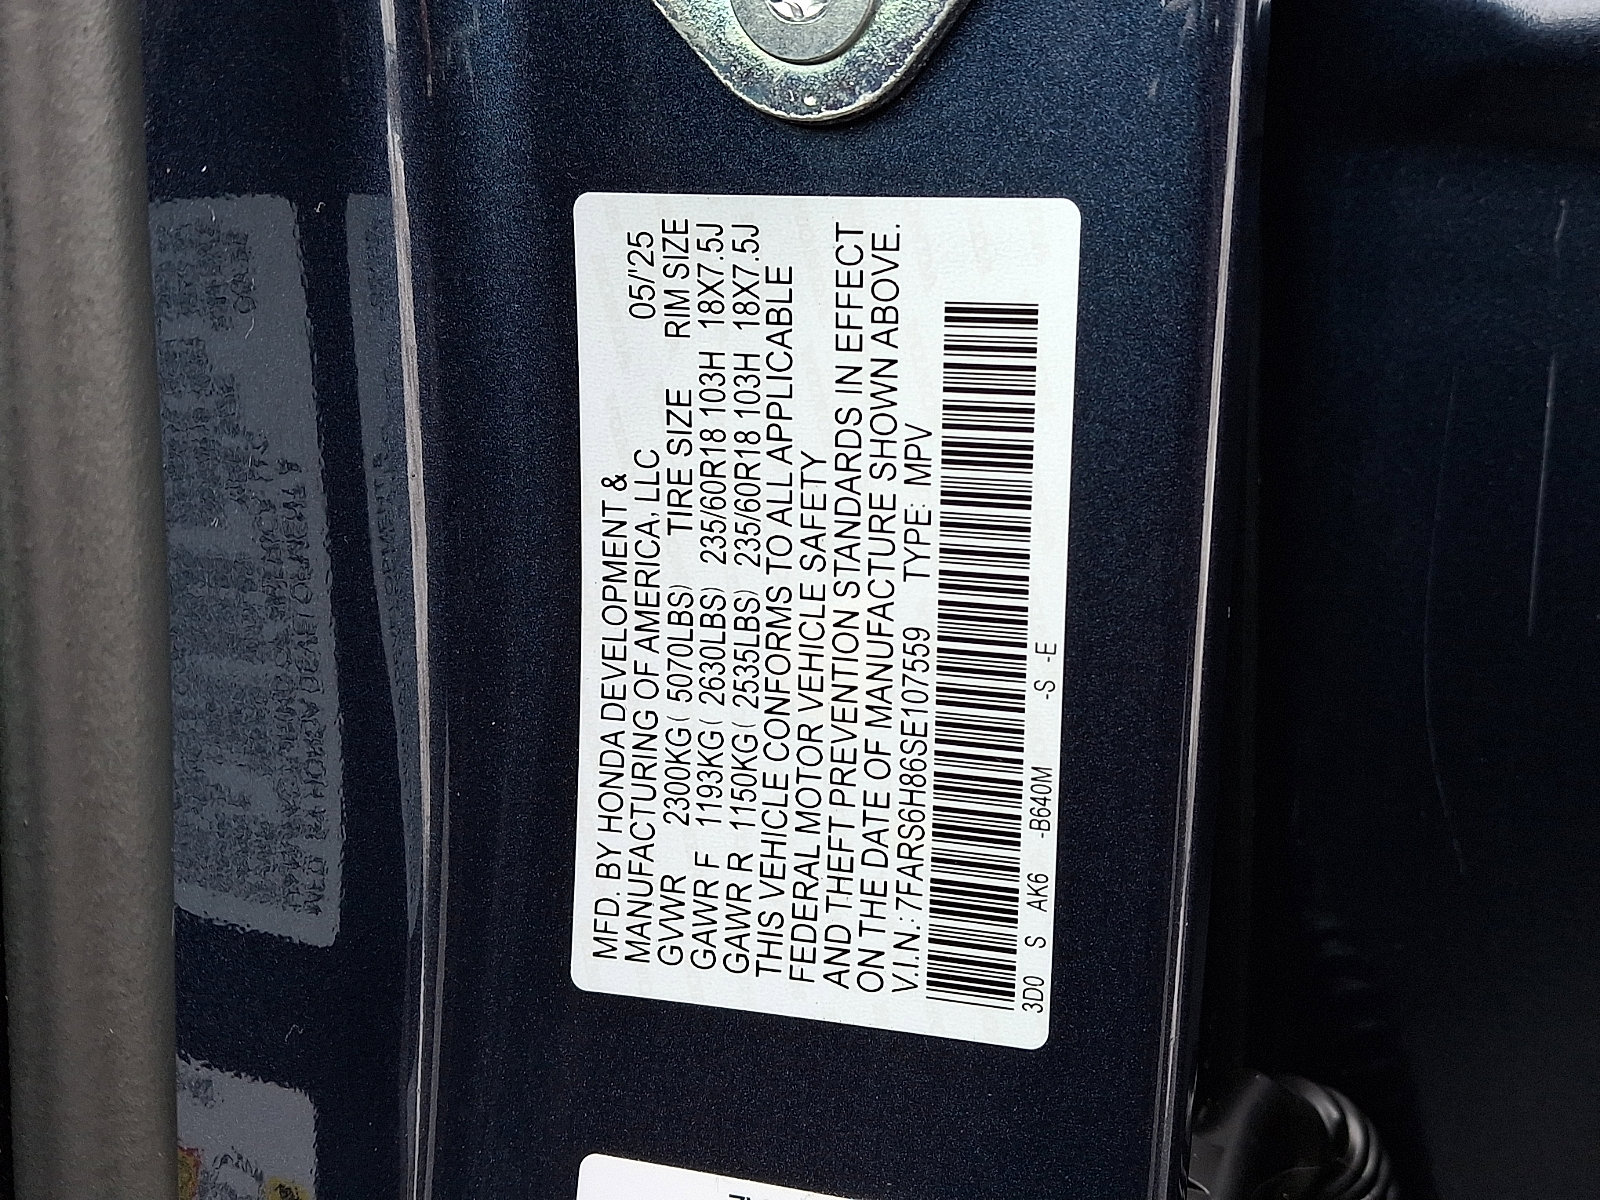 MFD. BY HONDA DEVELOPMENT &
MANUFACTURING OF AMERICA, LLC 05/'25
GVWR 2300KG( 5070LBS) TIRE SIZE RIM SIZE
GAWR F 1193KG( 2630LBS) 235/60R18 103H 18X7.5J
GAWR R 1150KG( 2535LBS) 235/60R18 103H 18X7.5J
THIS VEHICLE CONFORMS TO ALL APPLICABLE
FEDERAL MOTOR VEHICLE SAFETY
AND THEFT PREVENTION STANDARDS IN EFFECT
ON THE DATE OF MANUFACTURE SHOWN ABOVE.
V.I.N.: 7FARS6H86SE107559 TYPE: MPV
3D0 S AK6 -B640M -S -E